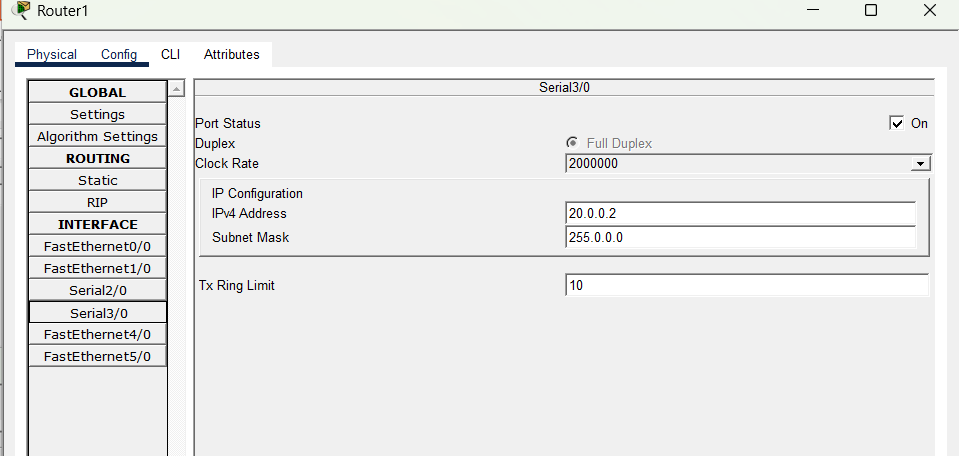 Router1
Physical Config CLI Attributes
GLOBAL
Settings
Algorithm Settings
ROUTING
Static
RIP
INTERFACE
FastEthernet0/0
FastEthernet1/0
Serial2/0
Serial3/0
FastEthernet4/0
FastEthernet5/0
Serial3/0
Port Status On
Duplex Full Duplex
Clock Rate 2000000
IP Configuration
IPv4 Address 20.0.0.2
Subnet Mask 255.0.0.0
Tx Ring Limit 10